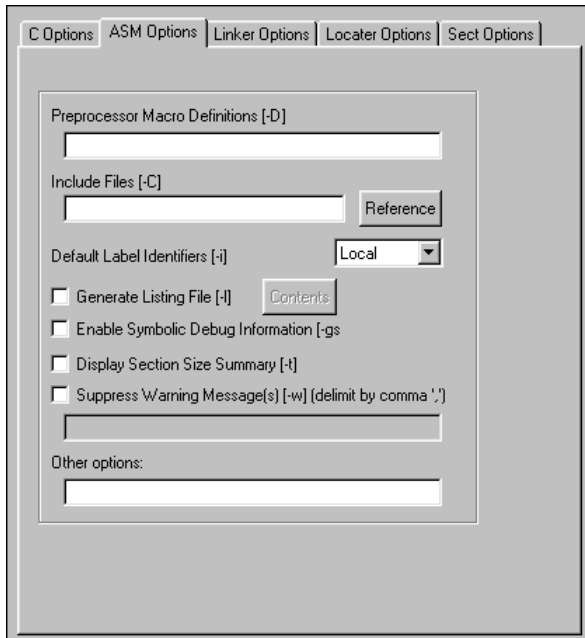 C Options ASM Options Linker Options Locater Options Sect Options
Preprocessor Macro Definitions [-D]
Include Files [-C]
Reference
Default Label Identifiers [-i] Local
Generate Listing File [-l] Contents
Enable Symbolic Debug Information [-gs
Display Section Size Summary [-t]
Suppress Warning Message(s) [-w] (delimit by comma ',')
Other options: